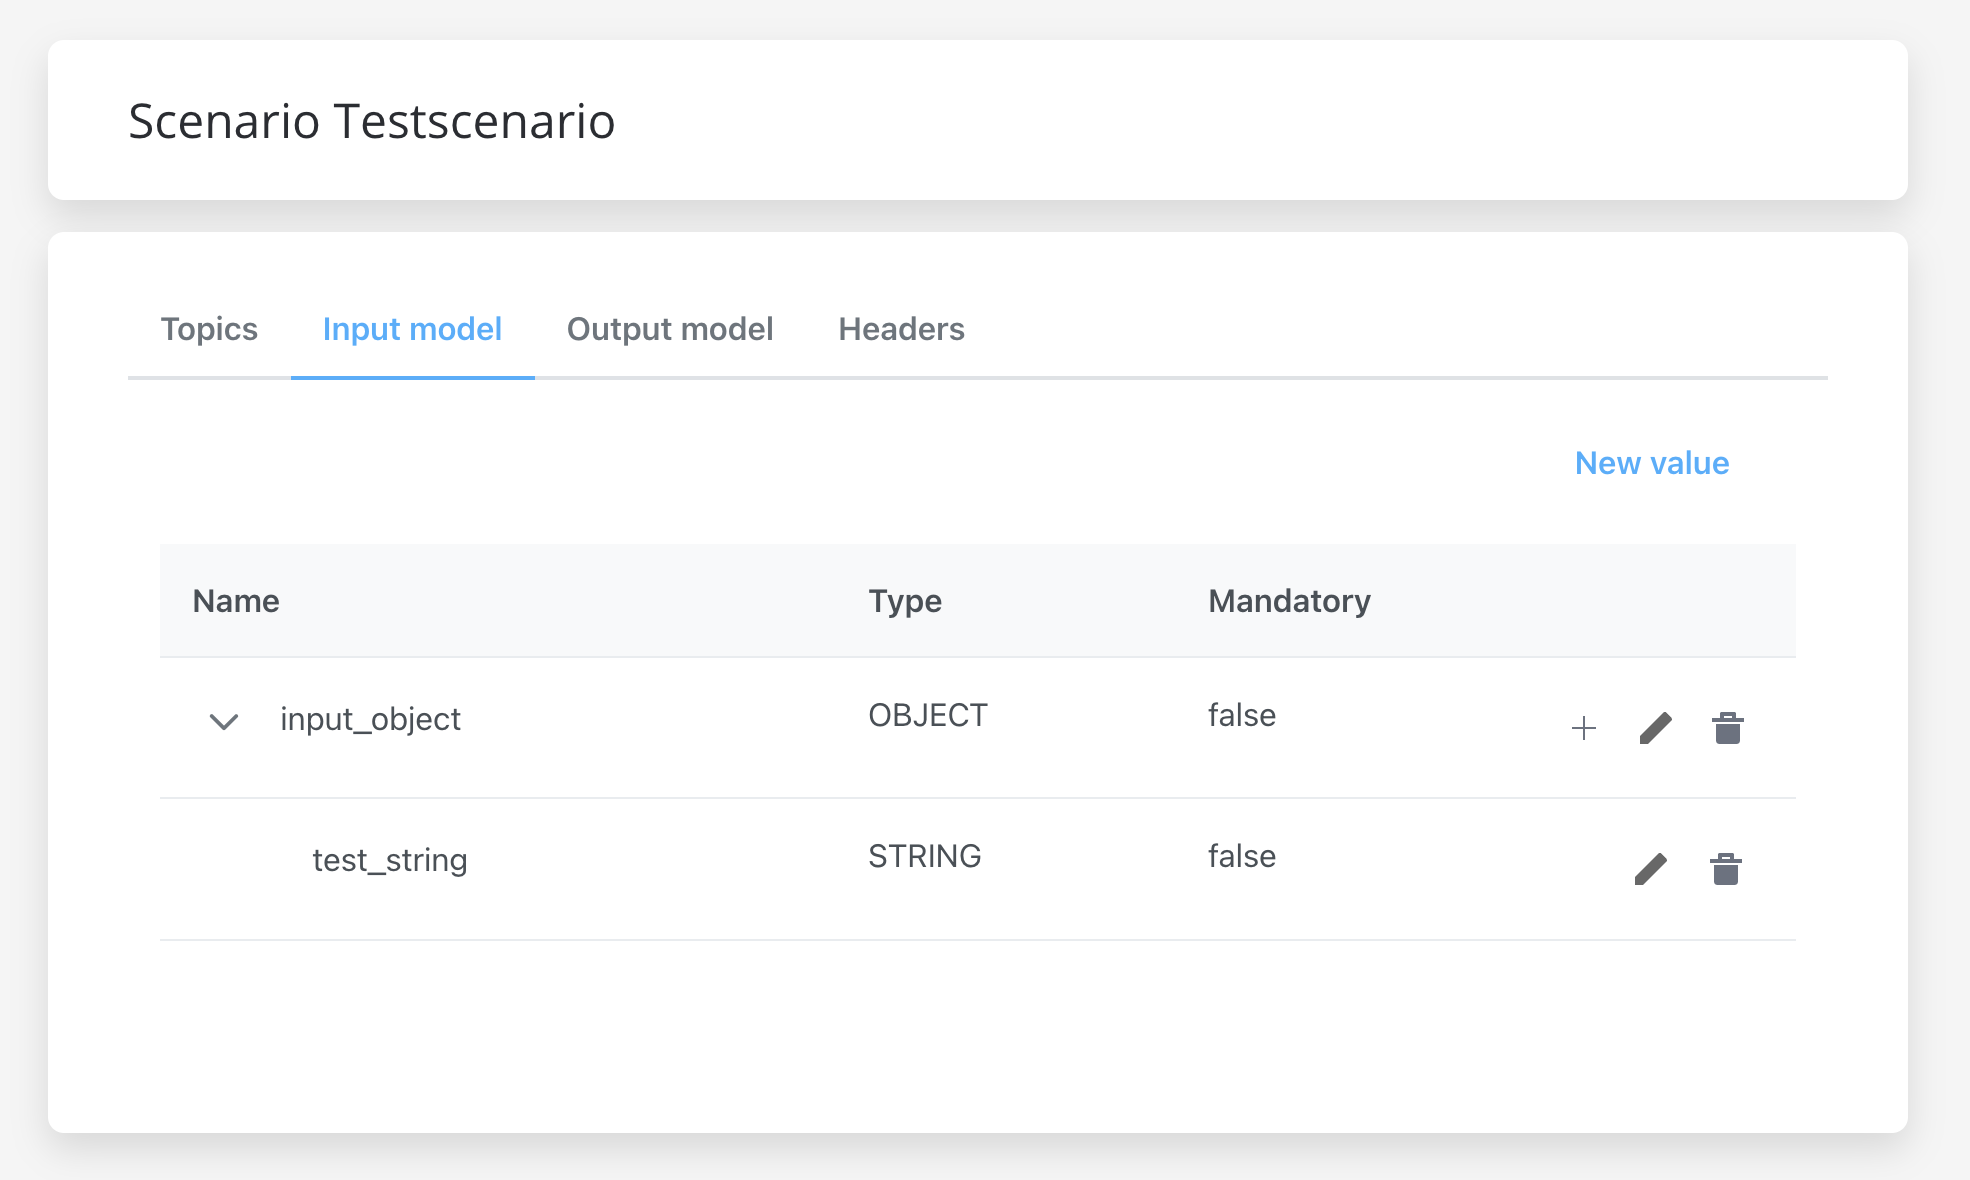 Scenario Testscenario
Topics Input model Output model Headers
New value
Name Type Mandatory
input_object OBJECT false
test_string STRING false